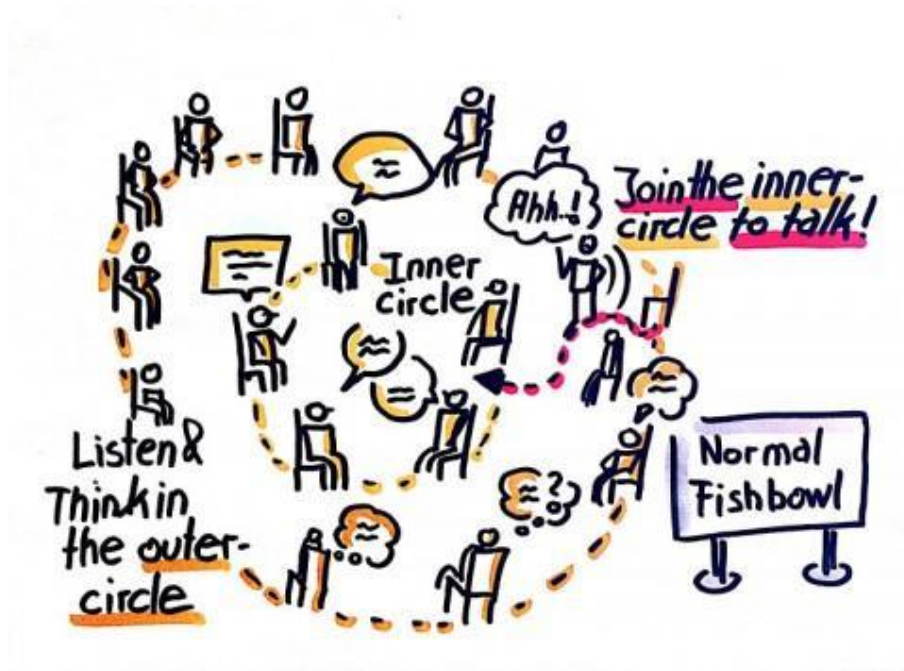 Ahh..!
Join the inner-
circle to talk!
Inner
circle
Listen &
Think in
the outer-
circle
Normal
Fishbowl
?